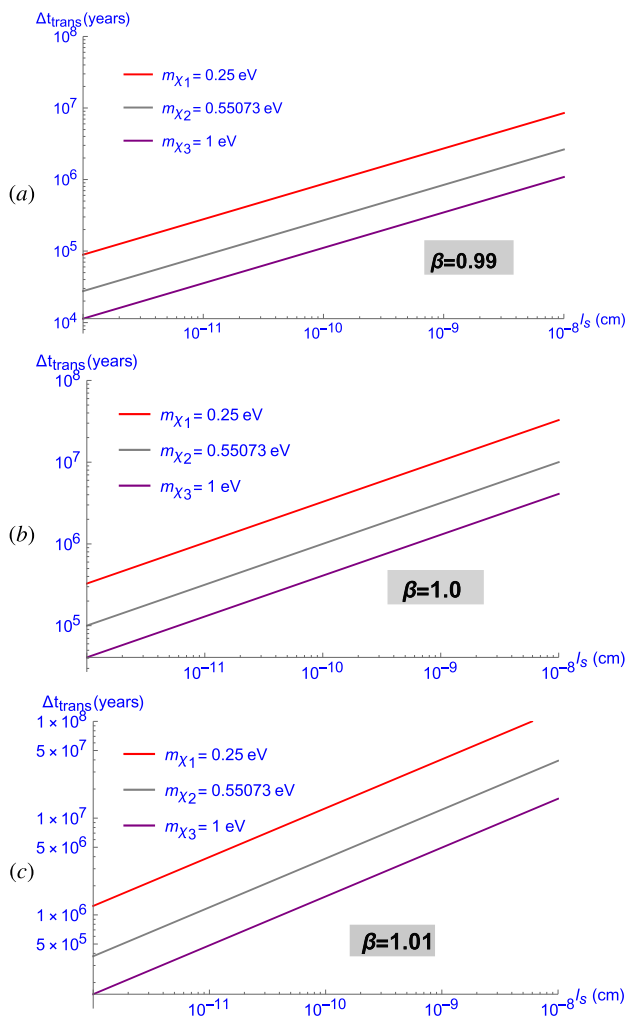 Δt_trans(years)
10^8
m_χ1 = 0.25 eV
10^7
m_χ2 = 0.55073 eV
m_χ3 = 1 eV
10^6
(a)
10^5
β=0.99
10^4
10^-11 10^-10 10^-9 10^-8 l_s (cm)
Δt_trans(years)
10^8
m_χ1 = 0.25 eV
m_χ2 = 0.55073 eV
10^7
m_χ3 = 1 eV
(b)
10^6
β=1.0
10^5
10^-11 10^-10 10^-9 10^-8 l_s (cm)
Δt_trans(years)
1 × 10^8
5 × 10^7
m_χ1 = 0.25 eV
m_χ2 = 0.55073 eV
1 × 10^7
m_χ3 = 1 eV
5 × 10^6
(c)
1 × 10^6
5 × 10^5
β=1.01
10^-11 10^-10 10^-9 10^-8 l_s (cm)